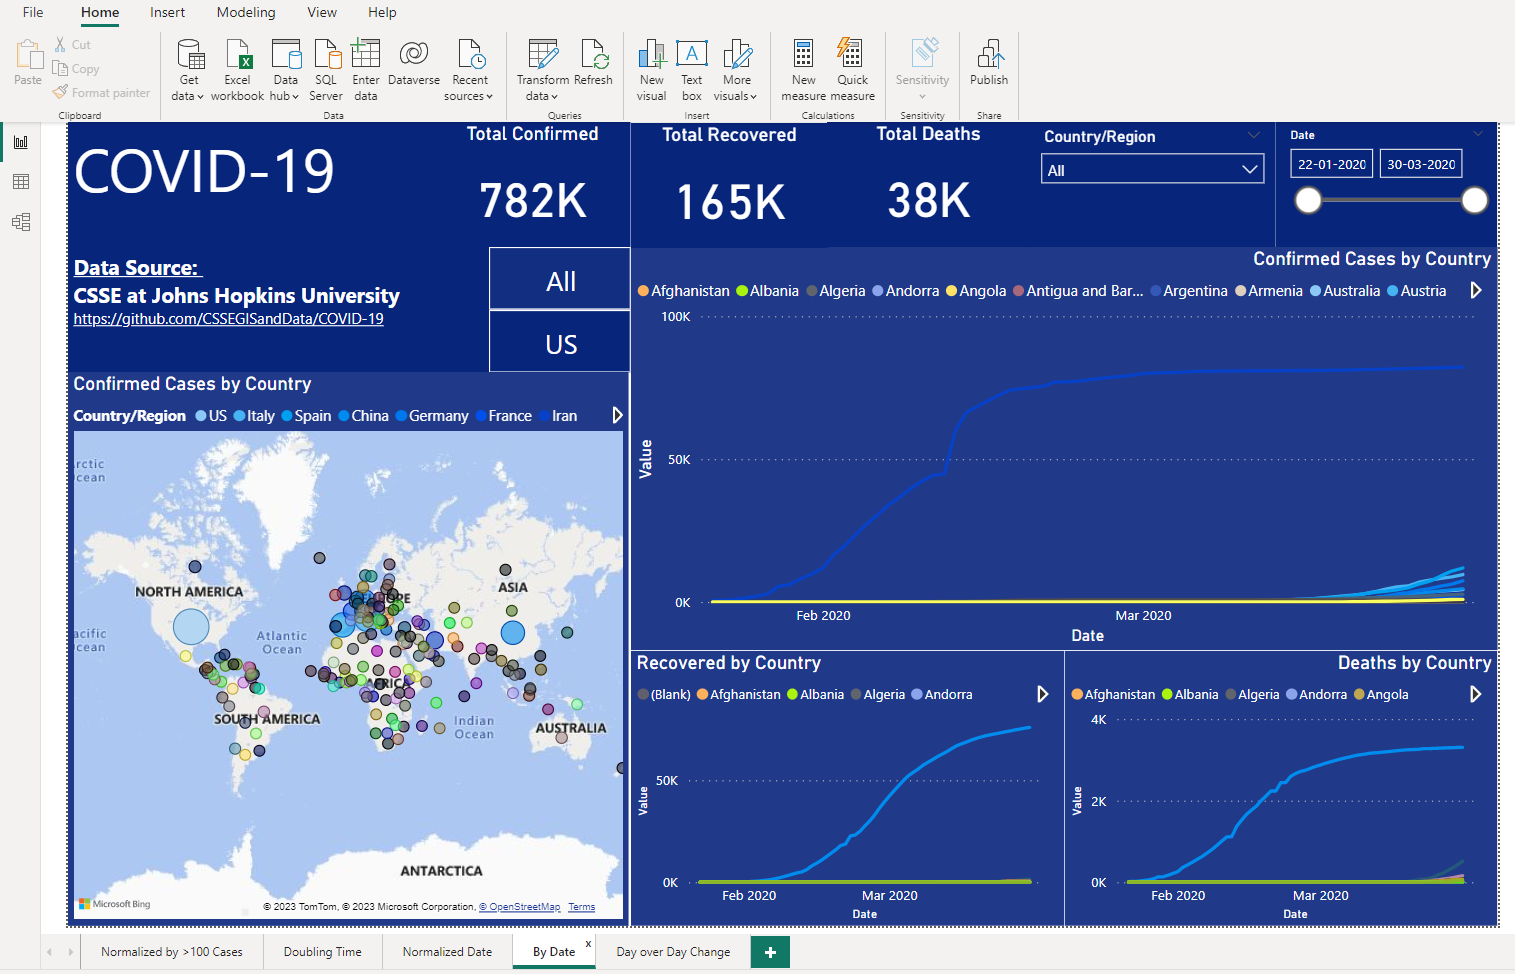 File Home Insert Modeling View Help
Paste
Cut
Copy
Format painter
Clipboard
Get data
Excel workbook
Data hub
SQL Server
Enter data
Dataverse
Recent sources
Data
Transform data
Refresh
Queries
New visual
Text box
More visuals
Insert
New measure
Quick measure
Calculations
Sensitivity
Sensitivity
Publish
Share
COVID-19
Total Confirmed
782K
Total Recovered
165K
Total Deaths
38K
Country/Region
All
Date
22-01-2020 30-03-2020
Data Source:
CSSE at Johns Hopkins University
https://github.com/CSSEGISandData/COVID-19
All
US
Confirmed Cases by Country
Country/Region US Italy Spain China Germany France Iran
NORTH AMERICA
ASIA
Atlantic
Ocean
SOUTH AMERICA
Indian
Ocean
AUSTRALIA
ANTARCTICA
Microsoft Bing
© 2023 TomTom, © 2023 Microsoft Corporation, © OpenStreetMap Terms
Confirmed Cases by Country
Afghanistan Albania Algeria Andorra Angola Antigua and Bar... Argentina Armenia Australia Austria
100K
50K
0K
Value
Feb 2020 Mar 2020
Date
Recovered by Country
(Blank) Afghanistan Albania Algeria Andorra
50K
0K
Value
Feb 2020 Mar 2020
Date
Deaths by Country
Afghanistan Albania Algeria Andorra Angola
4K
2K
0K
Value
Feb 2020 Mar 2020
Date
Normalized by >100 Cases Doubling Time Normalized Date By Date x Day over Day Change +